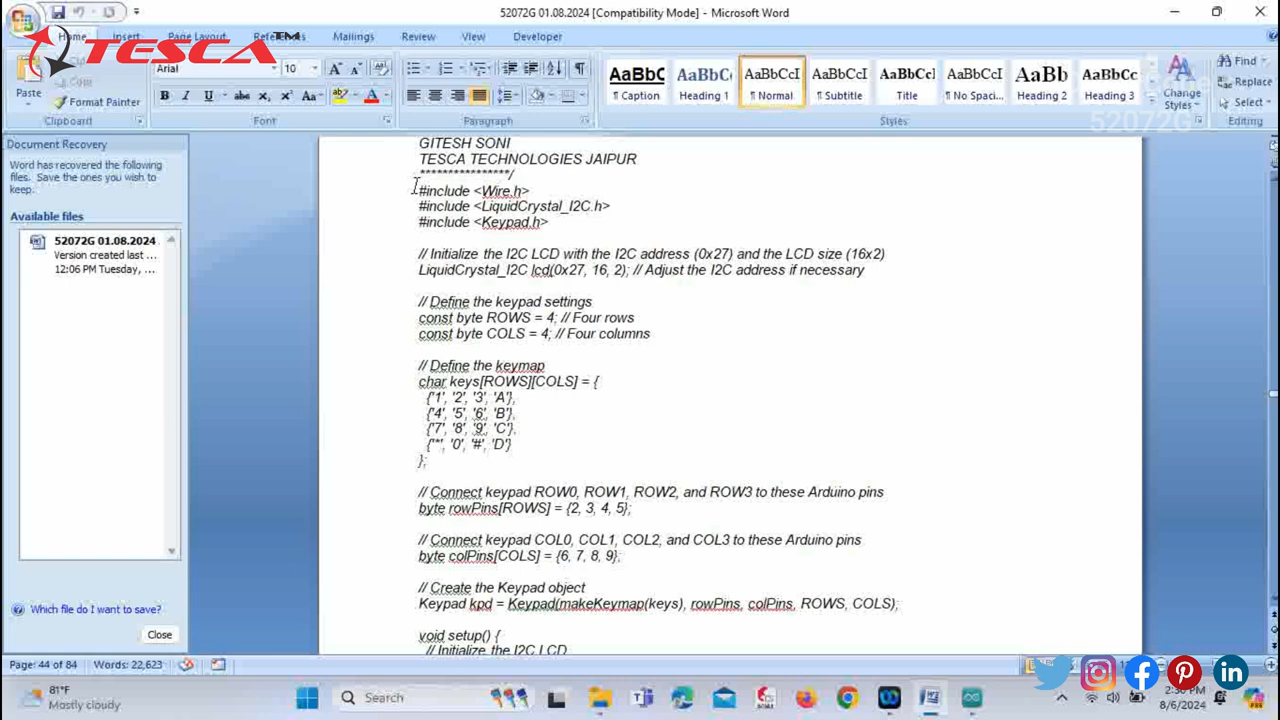 52072G 01.08.2024 [Compatibility Mode] - Microsoft Word
TESCA
TM
Home Insert Page Layout References Mailings Review View Developer
Paste
Cut
Copy
Format Painter
Clipboard
Arial 10
Font
Paragraph
AaBbC AaBbC AaBbCcI AaBbCcI AaBbCcI AaBbCcI AaBb AaBbCc
¶ Caption Heading 1 ¶ Normal ¶ Subtitle Title ¶ No Spaci... Heading 2 Heading 3
Change Styles
Styles
Find
Replace
Select
Editing
52072G
Document Recovery
Word has recovered the following
files. Save the ones you wish to
keep.
Available files
52072G 01.08.2024
Version created last ...
12:06 PM Tuesday, ...
Which file do I want to save?
Close
GITESH SONI
TESCA TECHNOLOGIES JAIPUR
****************/
#include <Wire.h>
#include <LiquidCrystal_I2C.h>
#include <Keypad.h>
// Initialize the I2C LCD with the I2C address (0x27) and the LCD size (16x2)
LiquidCrystal_I2C lcd(0x27, 16, 2); // Adjust the I2C address if necessary
// Define the keypad settings
const byte ROWS = 4; // Four rows
const byte COLS = 4; // Four columns
// Define the keymap
char keys[ROWS][COLS] = {
{'1', '2', '3', 'A'},
{'4', '5', '6', 'B'},
{'7', '8', '9', 'C'},
{'*', '0', '#', 'D'}
};
// Connect keypad ROW0, ROW1, ROW2, and ROW3 to these Arduino pins
byte rowPins[ROWS] = {2, 3, 4, 5};
// Connect keypad COL0, COL1, COL2, and COL3 to these Arduino pins
byte colPins[COLS] = {6, 7, 8, 9};
// Create the Keypad object
Keypad kpd = Keypad(makeKeymap(keys), rowPins, colPins, ROWS, COLS);
void setup() {
// Initialize the I2C LCD
Page: 44 of 84 Words: 22,623
81°F
Mostly cloudy
Search
2:30 PM
8/6/2024